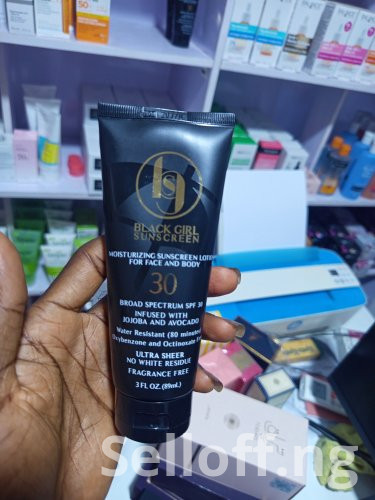 BLACK GIRL
SUNSCREEN
MOISTURIZING SUNSCREEN LOTION
FOR FACE AND BODY
30
BROAD SPECTRUM SPF 30
INFUSED WITH
JOJOBA AND AVOCADO
Water Resistant (80 minutes)
Oxybenzone and Octinoxate
ULTRA SHEER
NO WHITE RESIDUE
FRAGRANCE FREE
3 FL OZ. (89mL)
Selloff.ng